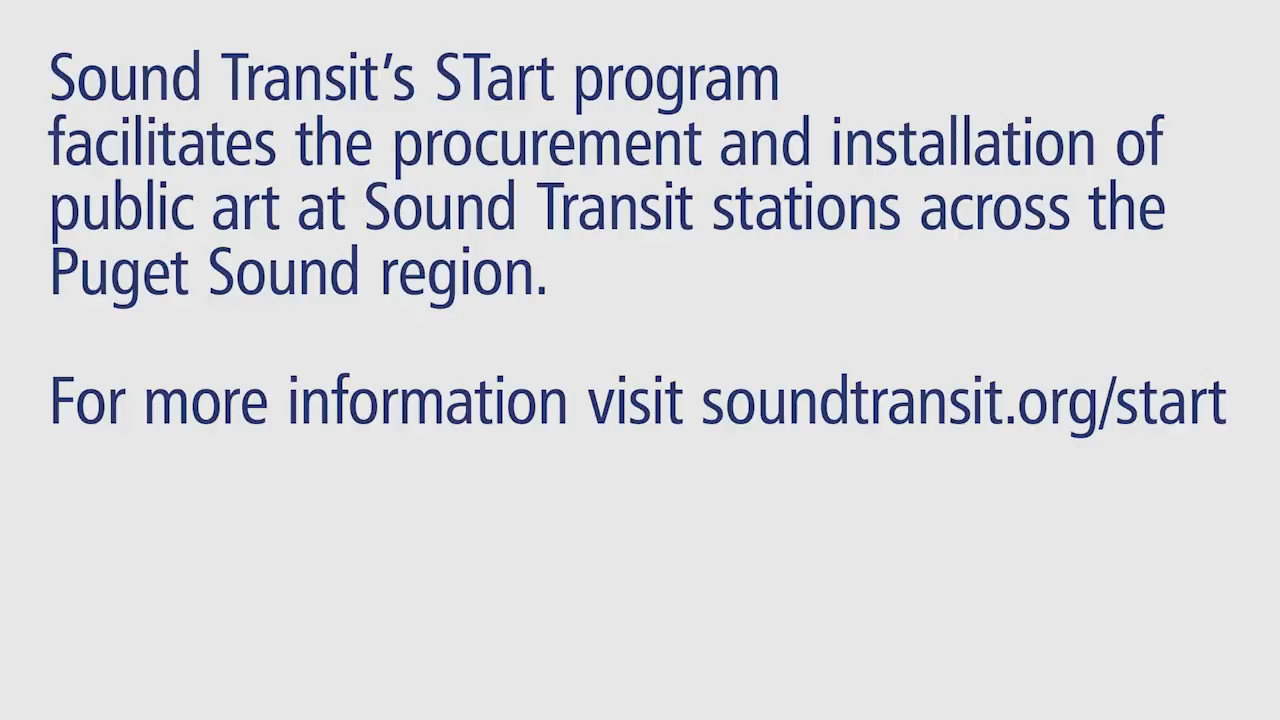 Sound Transit’s STart program
facilitates the procurement and installation of
public art at Sound Transit stations across the
Puget Sound region.
For more information visit soundtransit.org/start